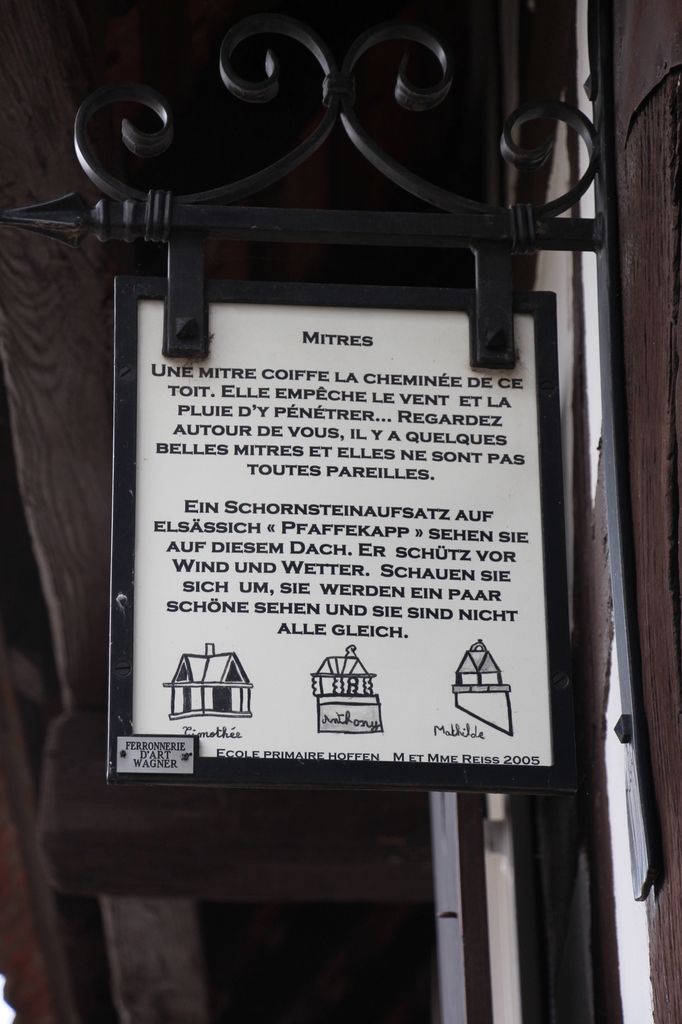 MITRES
UNE MITRE COIFFE LA CHEMINÉE DE CE
TOIT. ELLE EMPÊCHE LE VENT ET LA
PLUIE D'Y PÉNÉTRER... REGARDEZ
AUTOUR DE VOUS, IL Y A QUELQUES
BELLES MITRES ET ELLES NE SONT PAS
TOUTES PAREILLES.
EIN SCHORNSTEINAUFSATZ AUF
ELSÄSSICH « PFAFFEKAPP » SEHEN SIE
AUF DIESEM DACH. ER SCHÜTZ VOR
WIND UND WETTER. SCHAUEN SIE
SICH UM, SIE WERDEN EIN PAAR
SCHÖNE SEHEN UND SIE SIND NICHT
ALLE GLEICH.
Timothée Anthony Mathilde
FERRONNERIE
D'ART
WAGNER
ECOLE PRIMAIRE HOFFEN M ET MME REISS 2005